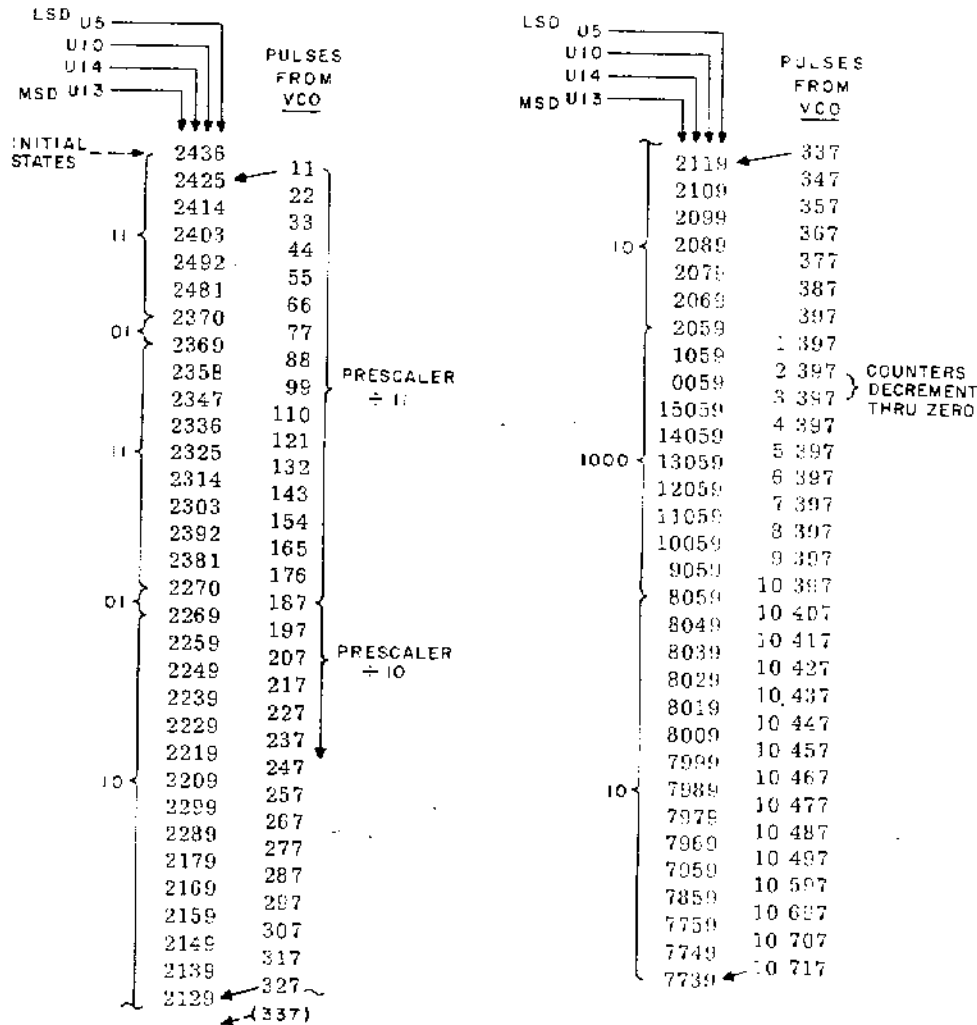 LSD U5
U10
U14
MSD U13
PULSES
FROM
VCO
INITIAL
STATES
2436
2425 11
2414 22
2403 33
2492 44
2481 55
2370 66
2369 77
2358 88
2347 99
2336 110
2325 121
2314 132
2303 143
2392 154
2381 165
2270 176
2269 187
2259 197
2249 207
2239 217
2229 227
2219 237
2209 247
2299 257
2289 267
2179 277
2169 287
2159 297
2149 307
2139 317
2129 327
(337)
11
01
11
01
10
PRESCALER
÷ 11
PRESCALER
÷ 10
LSD U5
U10
U14
MSD U13
PULSES
FROM
VCO
2119 337
2109 347
2099 357
2089 367
2079 377
2069 387
2059 397
1059 1 397
0059 2 397
15059 3 397
14059 4 397
13059 5 397
12059 6 397
11059 7 397
10059 8 397
9059 9 397
8059 10 397
8049 10 407
8039 10 417
8029 10 427
8019 10 437
8009 10 447
7999 10 457
7989 10 467
7979 10 477
7969 10 487
7959 10 497
7859 10 597
7759 10 697
7749 10 707
7739 10 717
10
1000
10
COUNTERS
DECREMENT
THRU ZERO